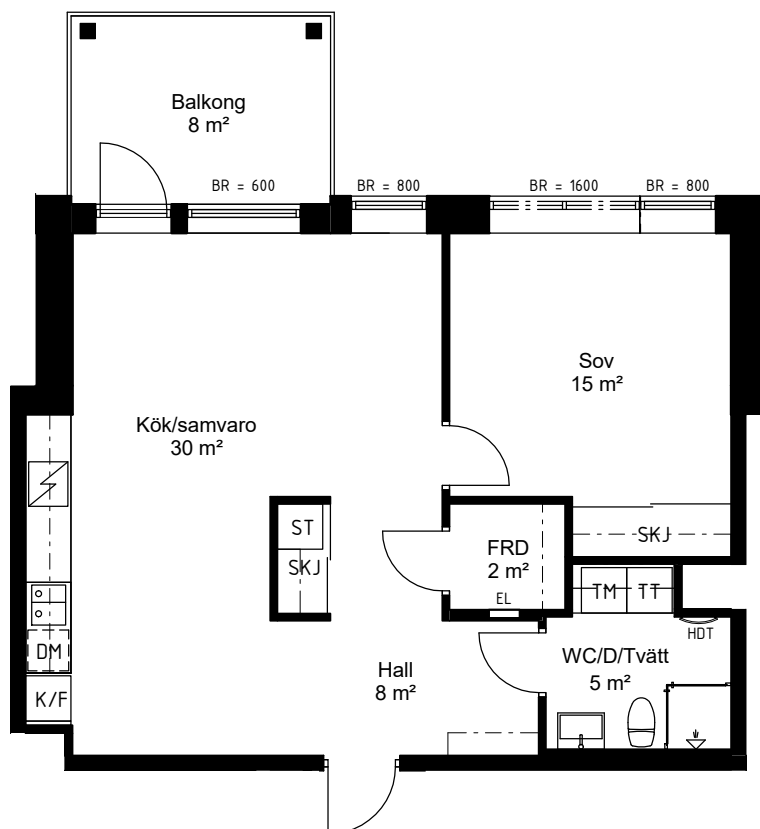 Balkong
8 m²
BR = 600
BR = 800
BR = 1600
BR = 800
Sov
15 m²
Kök/samvaro
30 m²
ST
SKJ
FRD
2 m²
EL
SKJ
TM
TT
HDT
DM
K/F
Hall
8 m²
WC/D/Tvätt
5 m²